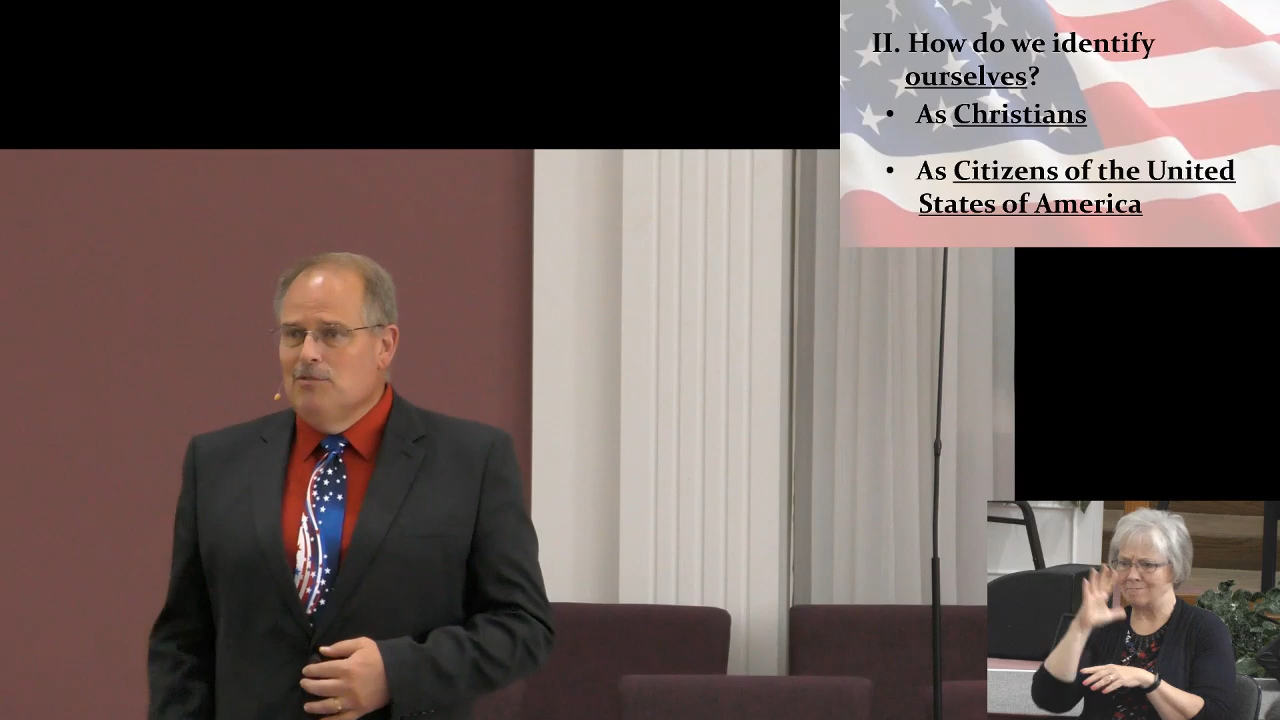 II. How do we identify
ourselves?
• As Christians
• As Citizens of the United
States of America